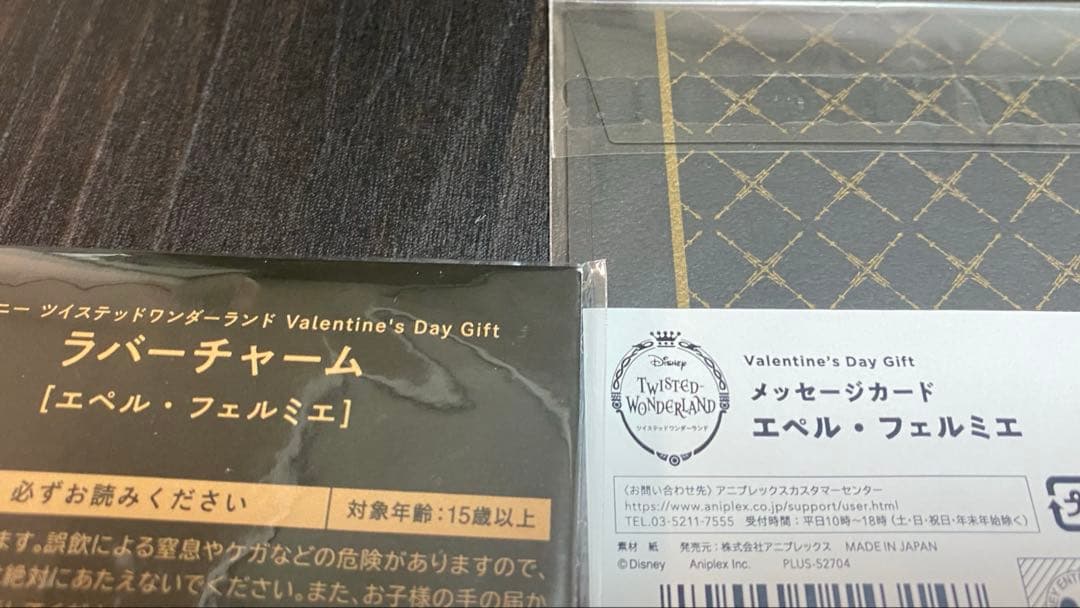 ニー ツイステッドワンダーランド Valentine's Day Gift
ラバーチャーム
[エペル・フェルミエ]
必ずお読みください
対象年齢：15歳以上
ます。誤飲による窒息やケガなどの危険がありますので、
絶対にあたえないでください。また、お子様の手の届か
Disney
TWISTED-
WONDERLAND
ツイステッドワンダーランド
Valentine's Day Gift
メッセージカード
エペル・フェルミエ
〈お問い合わせ先〉アニプレックスカスタマーセンター
https://www.aniplex.co.jp/support/user.html
TEL.03-5211-7555 受付時間：平日10時～18時（土・日・祝日・年末年始除く）
素材 紙 発売元：株式会社アニプレックス MADE IN JAPAN
©Disney Aniplex Inc. PLUS-52704